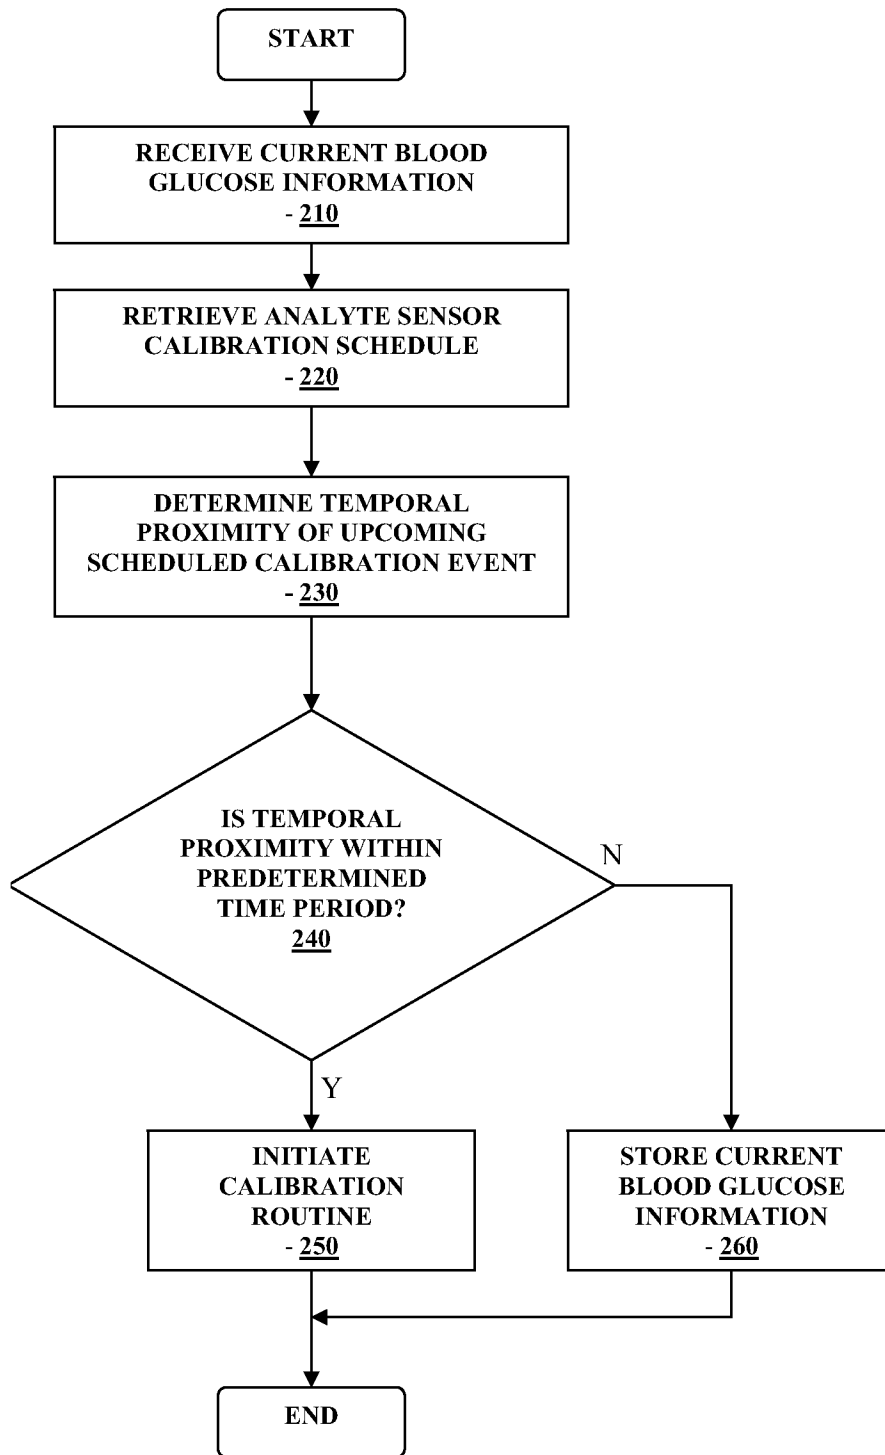 START
RECEIVE CURRENT BLOOD
GLUCOSE INFORMATION
- 210
RETRIEVE ANALYTE SENSOR
CALIBRATION SCHEDULE
- 220
DETERMINE TEMPORAL
PROXIMITY OF UPCOMING
SCHEDULED CALIBRATION EVENT
- 230
IS TEMPORAL
PROXIMITY WITHIN
PREDETERMINED
TIME PERIOD?
240
N
Y
INITIATE
CALIBRATION
ROUTINE
- 250
STORE CURRENT
BLOOD GLUCOSE
INFORMATION
- 260
END